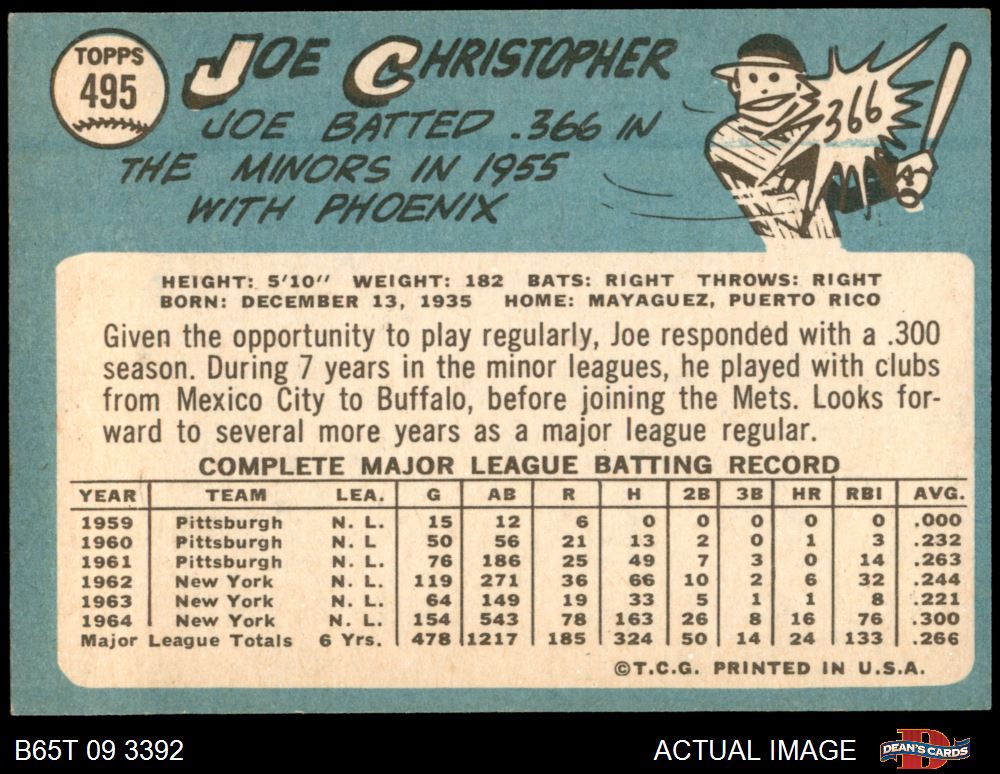 TOPPS
495
JOE CHRISTOPHER
JOE BATTED .366 IN
THE MINORS IN 1955
WITH PHOENIX
366
HEIGHT: 5'10" WEIGHT: 182 BATS: RIGHT THROWS: RIGHT
BORN: DECEMBER 13, 1935 HOME: MAYAGUEZ, PUERTO RICO
Given the opportunity to play regularly, Joe responded with a .300
season. During 7 years in the minor leagues, he played with clubs
from Mexico City to Buffalo, before joining the Mets. Looks for-
ward to several more years as a major league regular.
COMPLETE MAJOR LEAGUE BATTING RECORD
YEAR TEAM LEA. G AB R H 2B 3B HR RBI AVG.
1959 Pittsburgh N. L. 15 12 6 0 0 0 0 0 .000
1960 Pittsburgh N. L 50 56 21 13 2 0 1 3 .232
1961 Pittsburgh N. L. 76 186 25 49 7 3 0 14 .263
1962 New York N. L. 119 271 36 66 10 2 6 32 .244
1963 New York N. L. 64 149 19 33 5 1 1 8 .221
1964 New York N. L. 154 543 78 163 26 8 16 76 .300
Major League Totals 6 Yrs. 478 1217 185 324 50 14 24 133 .266
©T.C.G. PRINTED IN U.S.A.
B65T 09 3392
ACTUAL IMAGE
DEAN'S CARDS